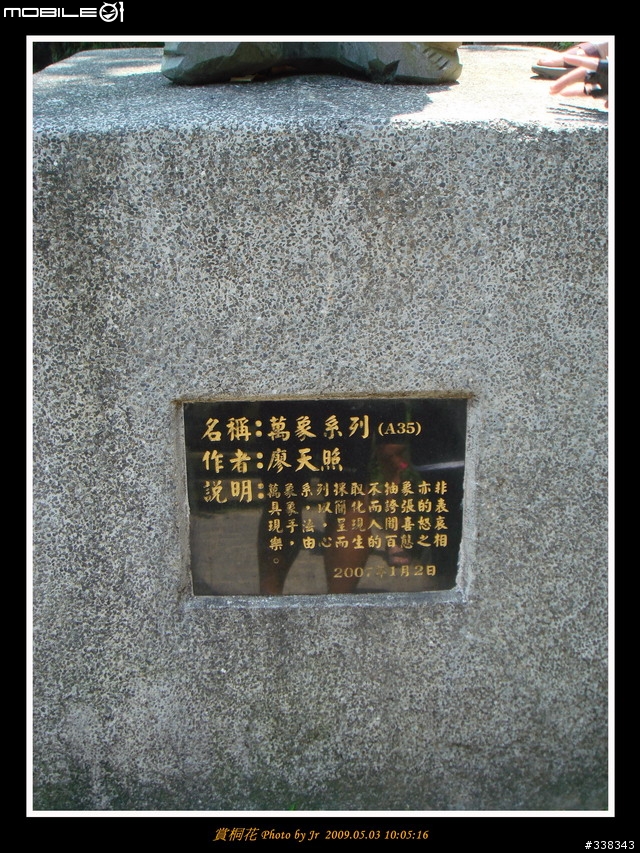 MOBILE01
名稱：萬象系列 (A35)
作者：廖天照
說明：萬象系列採取不抽象亦非
具象，以簡化而誇張的表
現手法，呈現人間喜怒哀
樂，由心而生的百態之相
。
2007年1月2日
賞桐花 Photo by Jr 2009.05.03 10:05:16
#338343